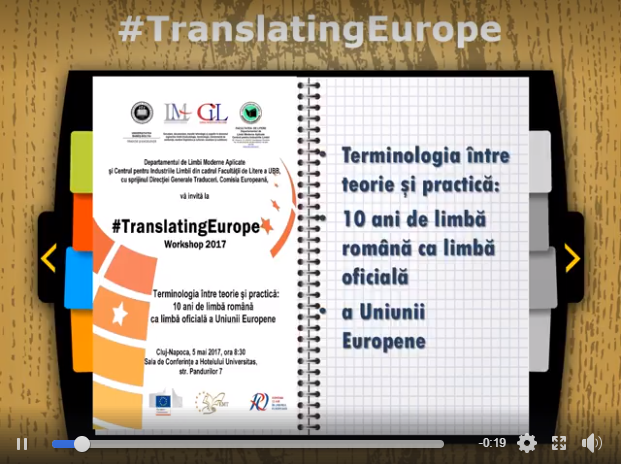 #TranslatingEurope
LM+
CIL
Departamentul de Limbi Moderne Aplicate
și Centrul pentru Industriile Limbii din cadrul Facultății de Litere a UBB,
cu sprijinul Direcției Generale Traduceri, Comisia Europeană,
vă invită la
#TranslatingEurope
Workshop 2017
Terminologia între teorie și practică:
10 ani de limbă română
ca limbă oficială a Uniunii Europene
Cluj-Napoca, 5 mai 2017, ora 8:30
Sala de Conferințe a Hotelului Universitas,
str. Pandurilor 7
Terminologia între
teorie și practică:
10 ani de limbă
română ca limbă
oficială
a Uniunii
Europene
-0:19